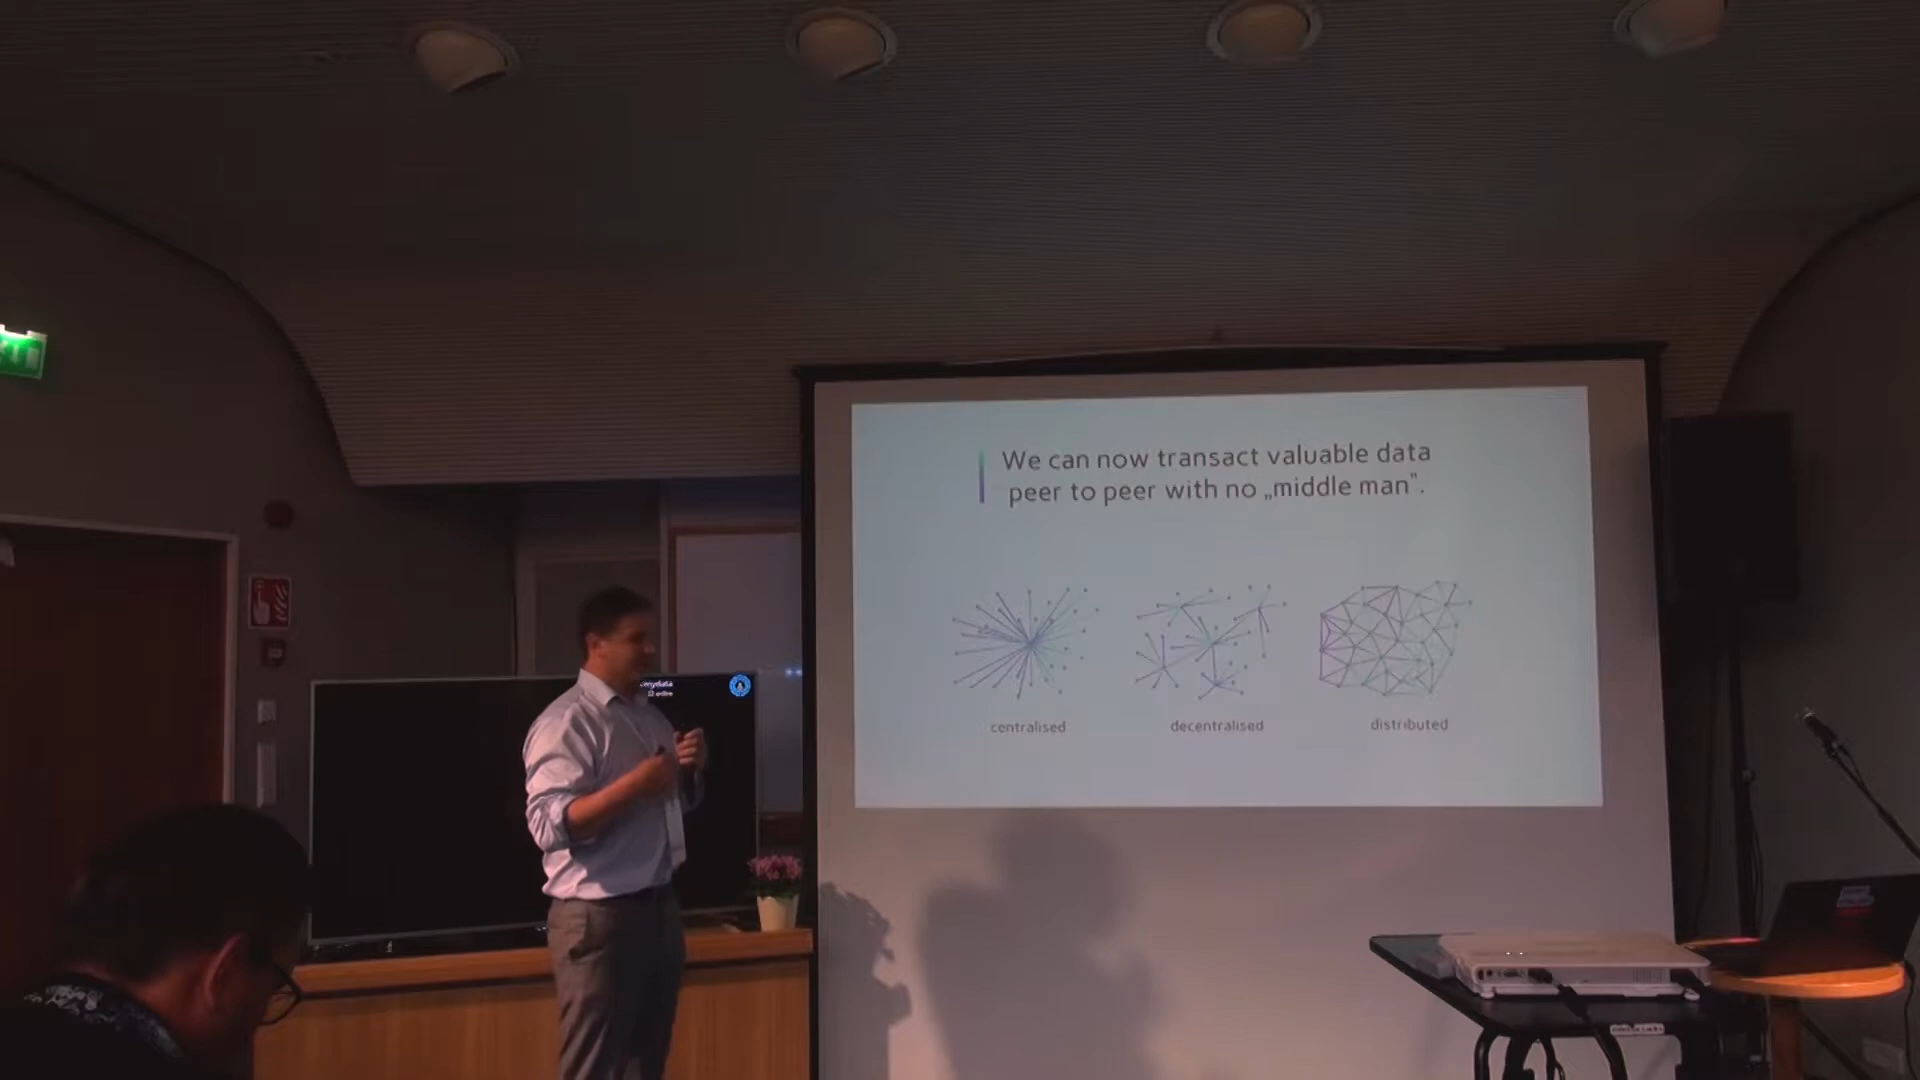 We can now transact valuable data
peer to peer with no „middle man”.
centralised
decentralised
distributed